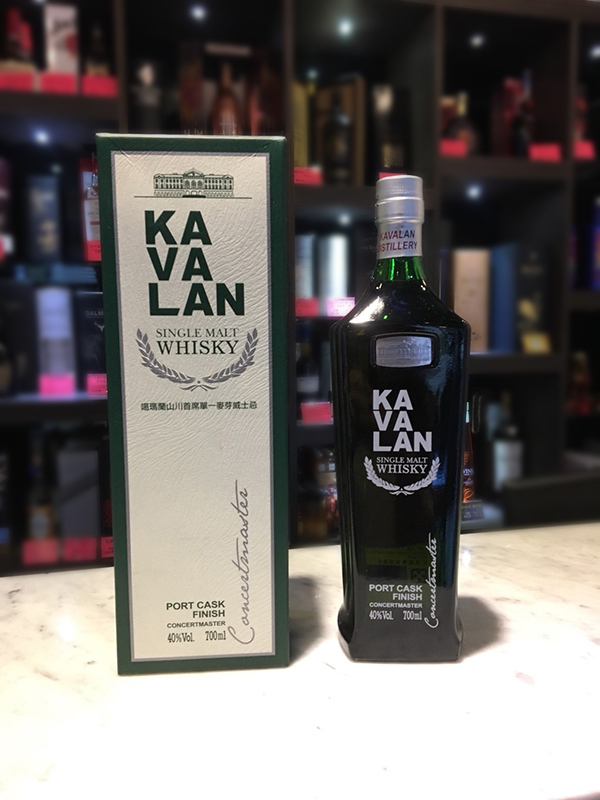 KA
VA
LAN
SINGLE MALT
WHISKY
噶瑪蘭山川首席單一麥芽威士忌
Concertmaster
PORT CASK
FINISH
CONCERTMASTER
40%Vol. 700ml
KAVALAN
DISTILLERY
KA
VA
LAN
SINGLE MALT
WHISKY
Concertmaster
PORT CASK
FINISH
CONCERTMASTER
40%Vol. 700ml